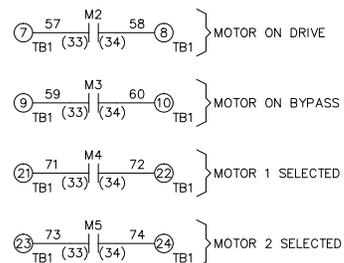 M2
57 58
7 8 MOTOR ON DRIVE
TB1 (33) (34) TB1
M3
59 60
9 10 MOTOR ON BYPASS
TB1 (33) (34) TB1
M4
71 72
21 22 MOTOR 1 SELECTED
TB1 (33) (34) TB1
M5
73 74
23 24 MOTOR 2 SELECTED
TB1 (33) (34) TB1